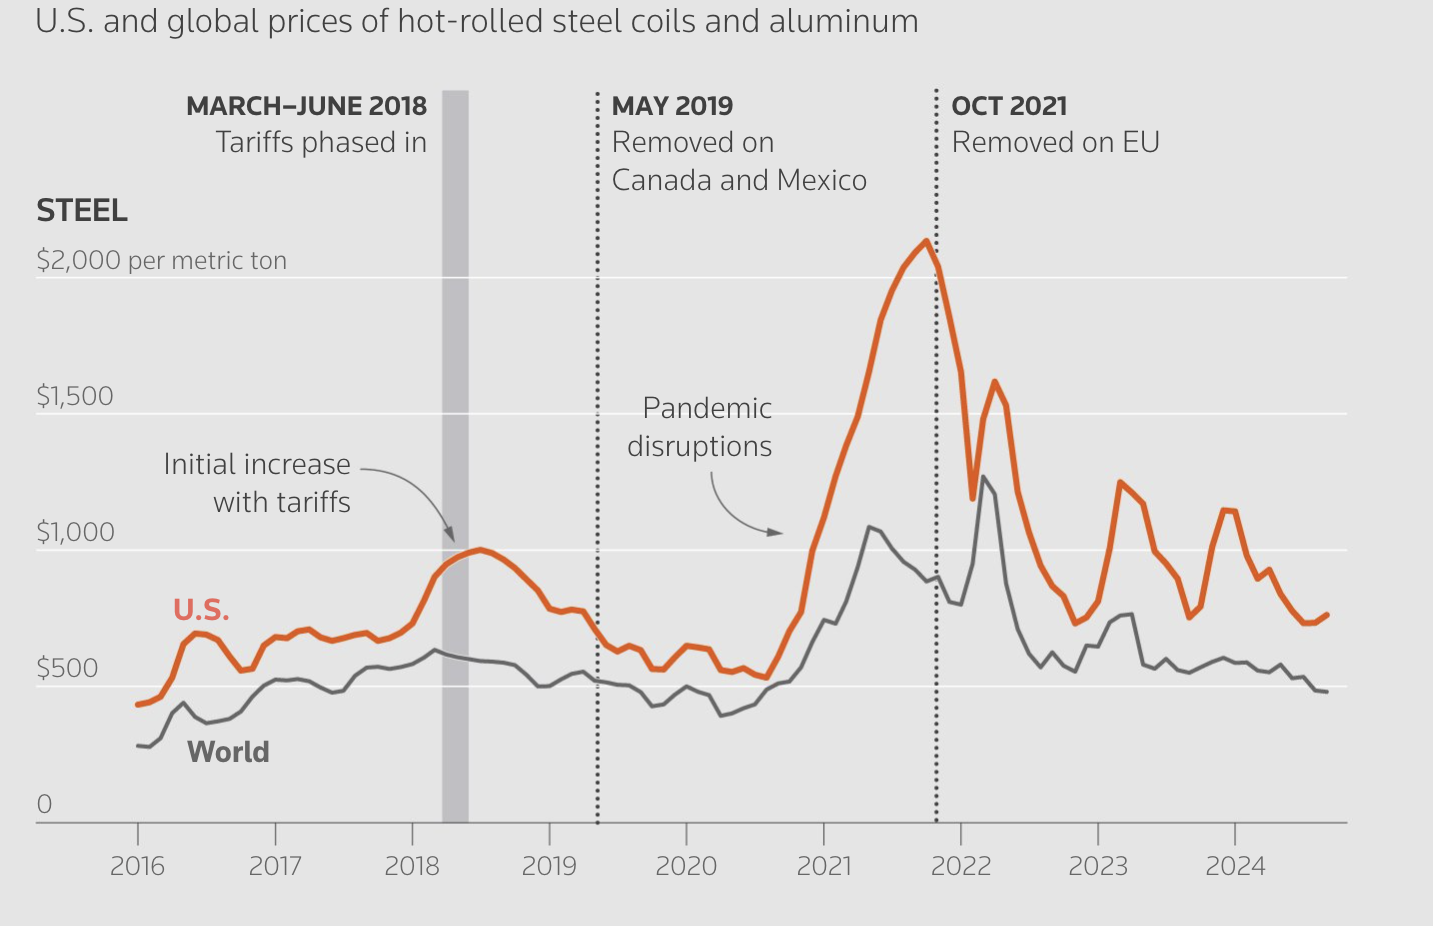 U.S. and global prices of hot-rolled steel coils and aluminum
MARCH–JUNE 2018
Tariffs phased in
MAY 2019
Removed on
Canada and Mexico
OCT 2021
Removed on EU
STEEL
$2,000 per metric ton
$1,500
Pandemic
disruptions
Initial increase
with tariffs
$1,000
U.S.
$500
World
0
2016 2017 2018 2019 2020 2021 2022 2023 2024